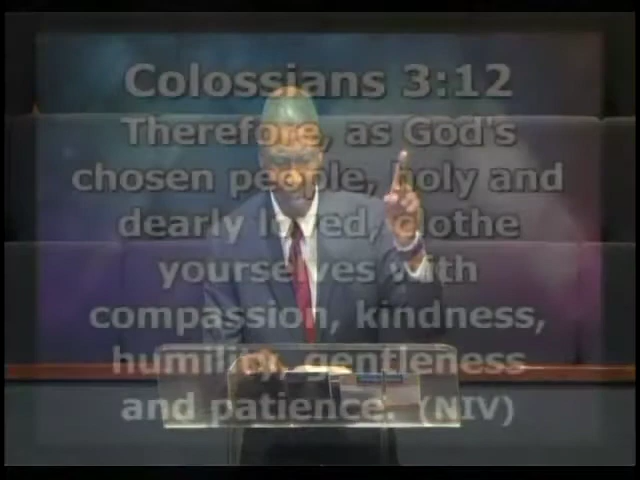 Colossians 3:12
Therefore, as God's
chosen people, holy and
dearly loved, clothe
yourselves with
compassion, kindness,
humility, gentleness
and patience. (NIV)